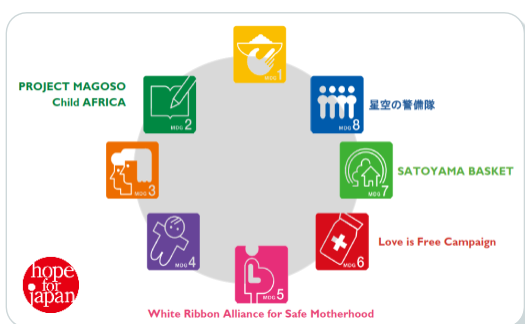 MDG 1
PROJECT MAGOSO
Child AFRICA
MDG 2
MDG 8
星空の警備隊
MDG 3
MDG 7
SATOYAMA BASKET
MDG 4
MDG 6
Love is Free Campaign
MDG 5
hope
for
japan
White Ribbon Alliance for Safe Motherhood